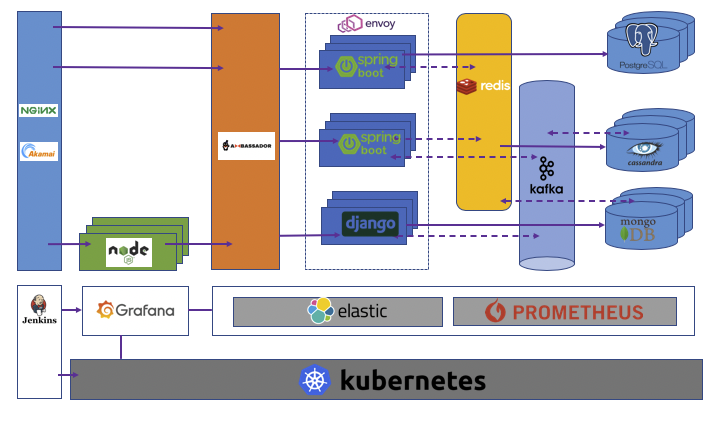 envoy
spring
boot
redis
PostgreSQL
NGINX
Akamai
AMBASSADOR
spring
boot
kafka
cassandra
node
JS
django
mongo
DB
Jenkins
Grafana
elastic
PROMETHEUS
kubernetes